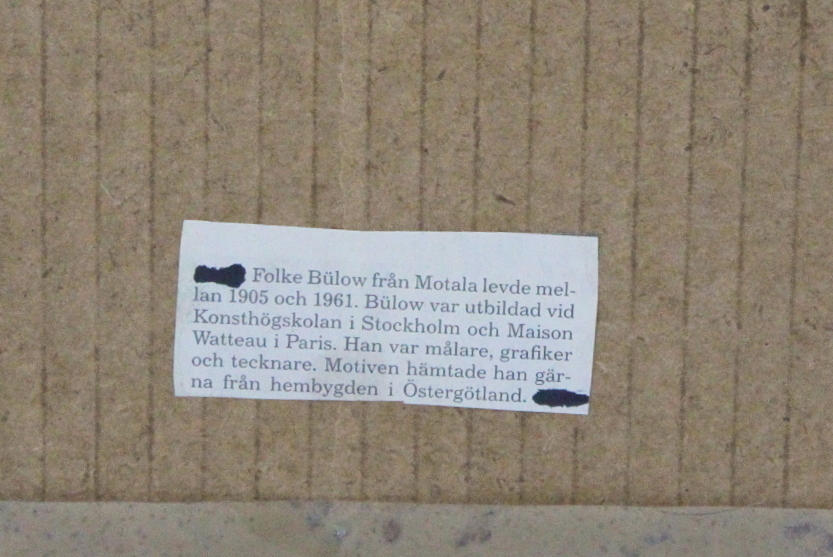 Folke Bülow från Motala levde mel-
lan 1905 och 1961. Bülow var utbildad vid
Konsthögskolan i Stockholm och Maison
Watteau i Paris. Han var målare, grafiker
och tecknare. Motiven hämtade han gär-
na från hembygden i Östergötland.